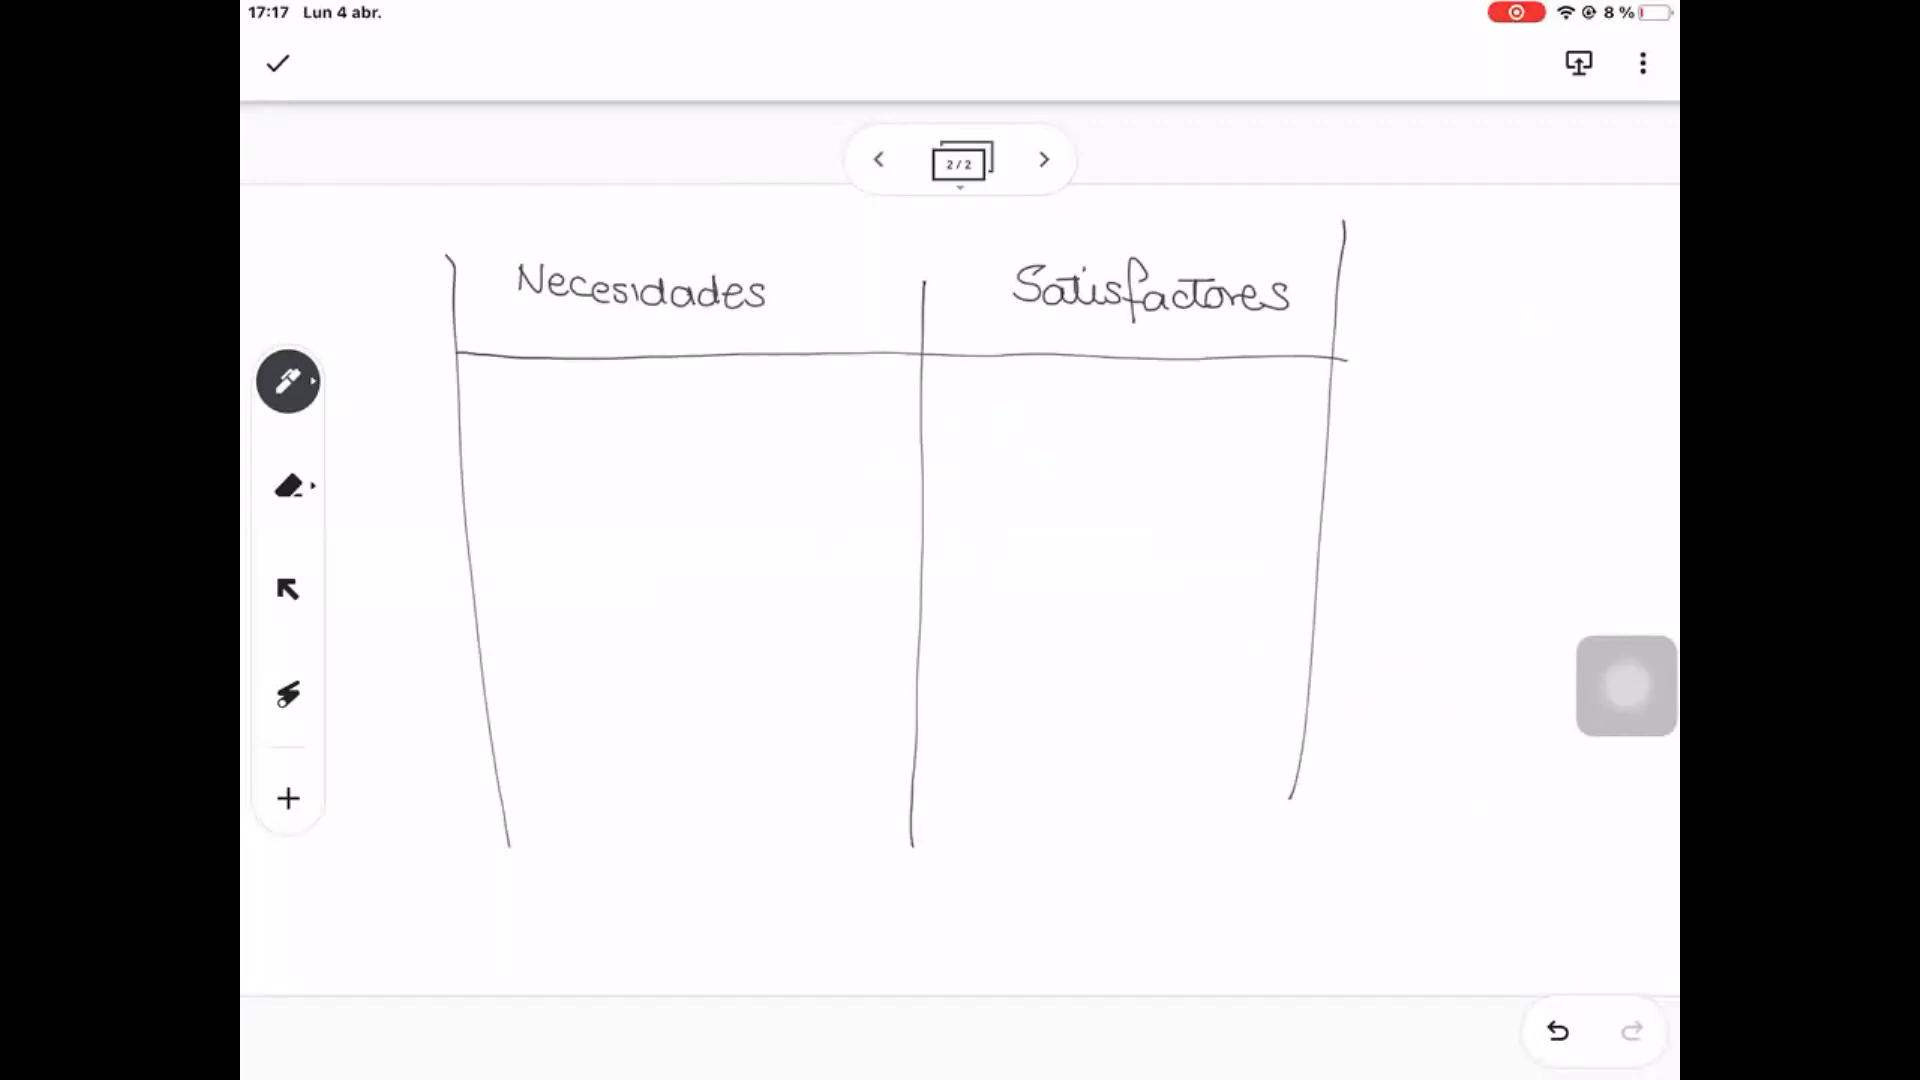 17:17 Lun 4 abr.
8 %
2 / 2
Necesidades
Satisfactores